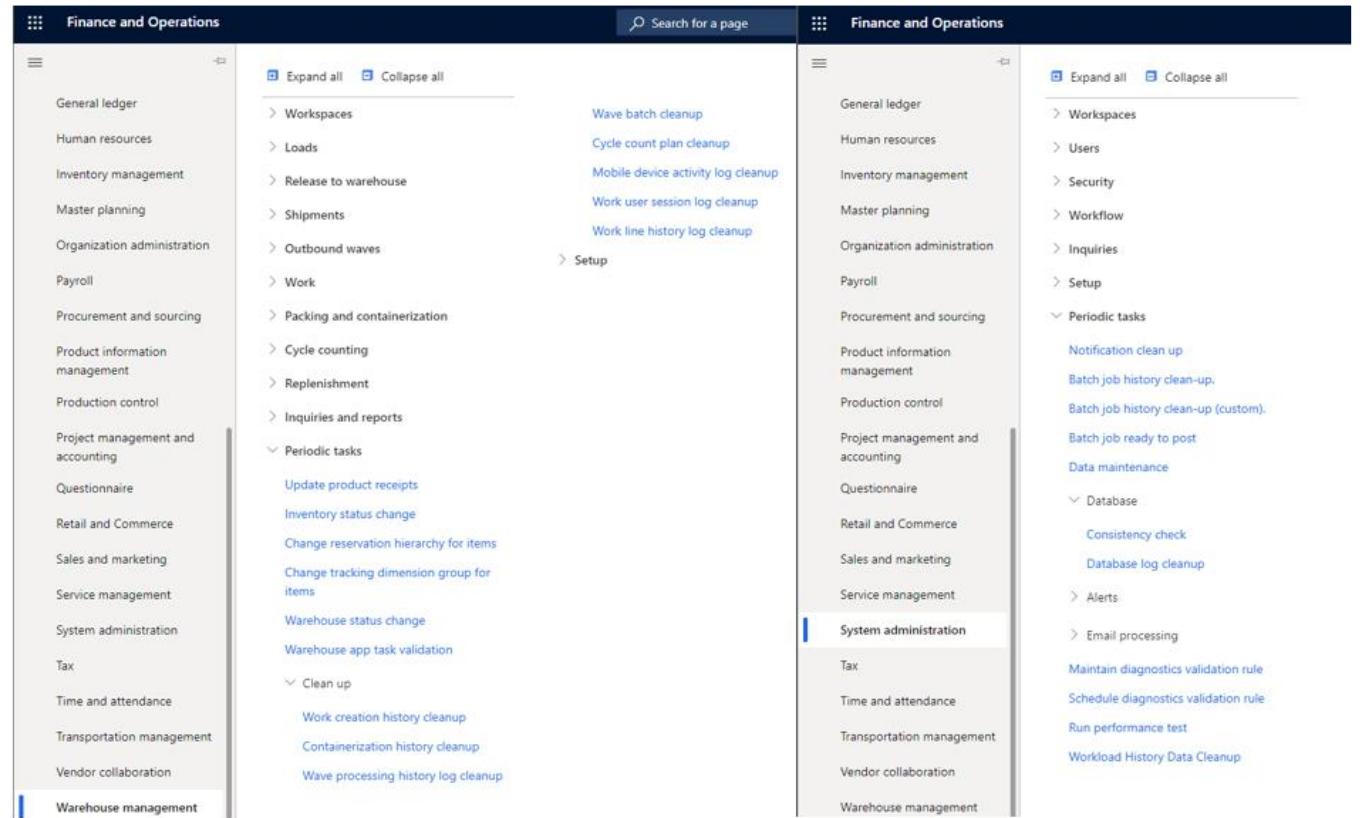 Finance and Operations
Search for a page
General ledger
Human resources
Inventory management
Master planning
Organization administration
Payroll
Procurement and sourcing
Product information
management
Production control
Project management and
accounting
Questionnaire
Retail and Commerce
Sales and marketing
Service management
System administration
Tax
Time and attendance
Transportation management
Vendor collaboration
Warehouse management
Expand all
Collapse all
Workspaces
Loads
Release to warehouse
Shipments
Outbound waves
Work
Packing and containerization
Cycle counting
Replenishment
Inquiries and reports
Periodic tasks
Update product receipts
Inventory status change
Change reservation hierarchy for items
Change tracking dimension group for
items
Warehouse status change
Warehouse app task validation
Clean up
Work creation history cleanup
Containerization history cleanup
Wave processing history log cleanup
Wave batch cleanup
Cycle count plan cleanup
Mobile device activity log cleanup
Work user session log cleanup
Work line history log cleanup
Setup
Finance and Operations
General ledger
Human resources
Inventory management
Master planning
Organization administration
Payroll
Procurement and sourcing
Product information
management
Production control
Project management and
accounting
Questionnaire
Retail and Commerce
Sales and marketing
Service management
System administration
Tax
Time and attendance
Transportation management
Vendor collaboration
Warehouse management
Expand all
Collapse all
Workspaces
Users
Security
Workflow
Inquiries
Setup
Periodic tasks
Notification clean up
Batch job history clean-up.
Batch job history clean-up (custom).
Batch job ready to post
Data maintenance
Database
Consistency check
Database log cleanup
Alerts
Email processing
Maintain diagnostics validation rule
Schedule diagnostics validation rule
Run performance test
Workload History Data Cleanup